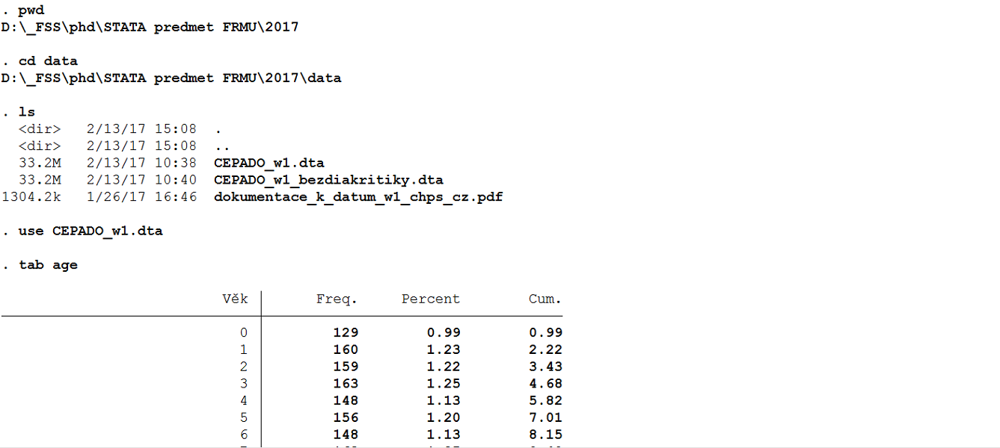 . pwd
D:\_FSS\phd\STATA predmet FRMU\2017
. cd data
D:\_FSS\phd\STATA predmet FRMU\2017\data
. ls
<dir> 2/13/17 15:08 .
<dir> 2/13/17 15:08 ..
33.2M 2/13/17 10:38 CEPADO_w1.dta
33.2M 2/13/17 10:40 CEPADO_w1_bezdiakritiky.dta
1304.2k 1/26/17 16:46 dokumentace_k_datum_w1_chps_cz.pdf
. use CEPADO_w1.dta
. tab age
Věk Freq. Percent Cum.
0 129 0.99 0.99
1 160 1.23 2.22
2 159 1.22 3.43
3 163 1.25 4.68
4 148 1.13 5.82
5 156 1.20 7.01
6 148 1.13 8.15